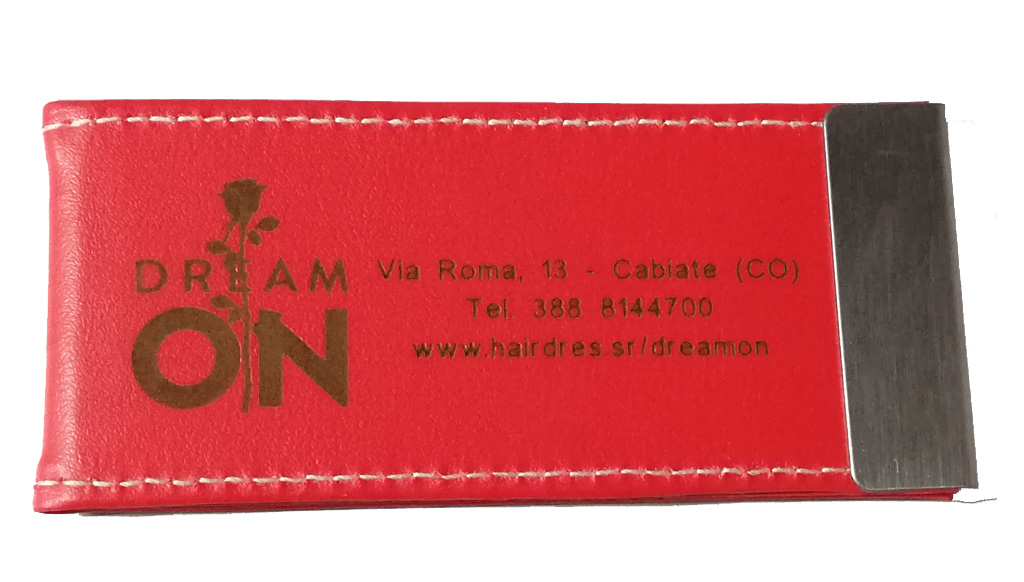 DREAM
ON
Via Roma, 13 - Cabiate (CO)
Tel. 388 8144700
www.hairdres.sr/dreamon